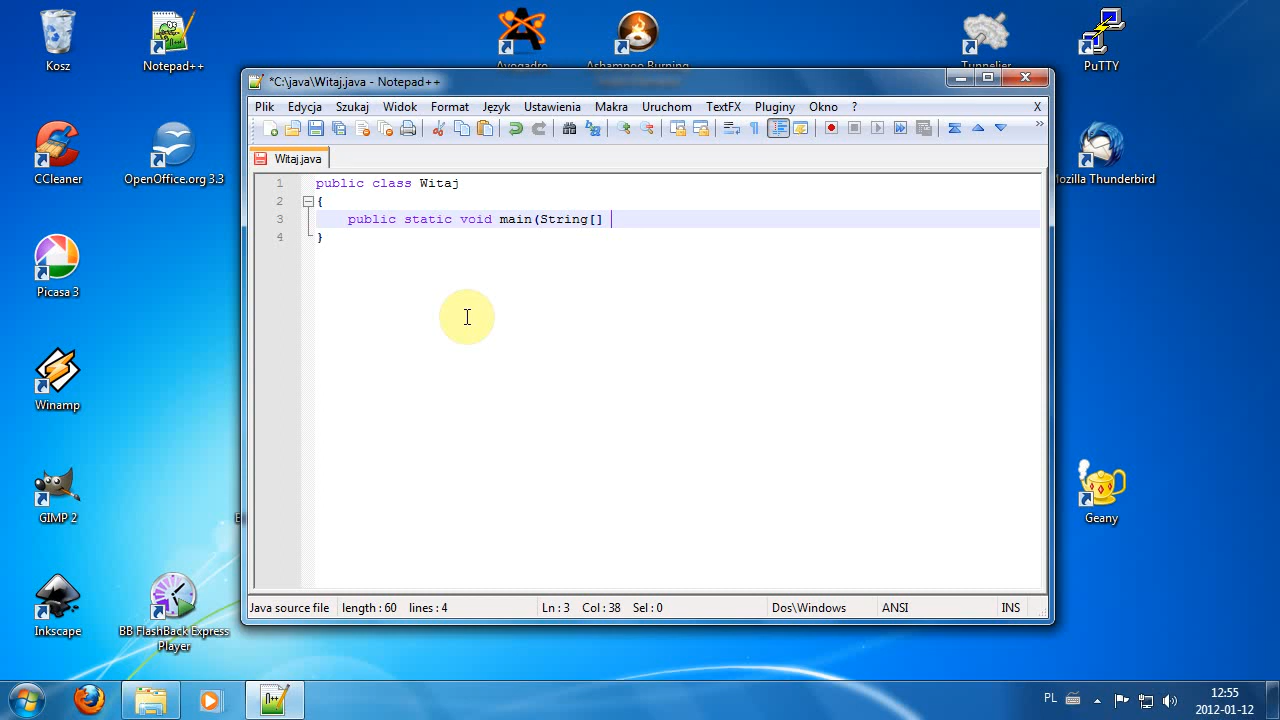 Kosz
Notepad++
Avogadro
Ashampoo Burning
Tunnelier
PuTTY
*C:\java\Witaj.java - Notepad++
Plik Edycja Szukaj Widok Format Język Ustawienia Makra Uruchom TextFX Pluginy Okno ? X
Witaj.java
1 public class Witaj
2 {
3 public static void main(String[]
4 }
CCleaner
OpenOffice.org 3.3
Mozilla Thunderbird
Picasa 3
Winamp
GIMP 2
Geany
Inkscape
BB FlashBack Express
Player
Java source file length : 60 lines : 4 Ln : 3 Col : 38 Sel : 0 Dos\Windows ANSI INS
PL
12:55
2012-01-12